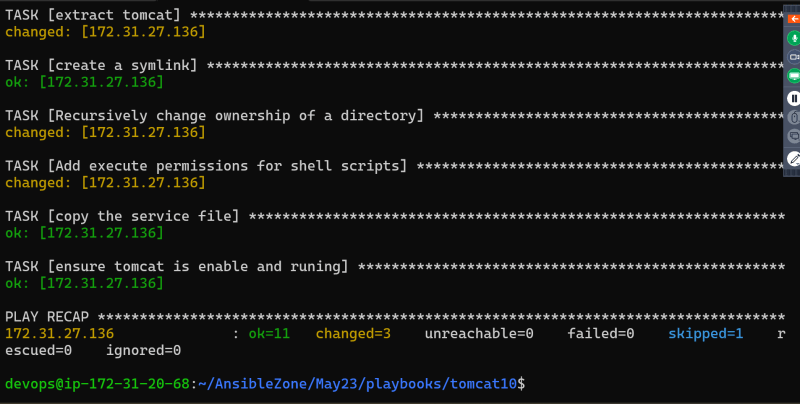 TASK [extract tomcat] ***********************************************************************
changed: [172.31.27.136]
TASK [create a symlink] *********************************************************************
ok: [172.31.27.136]
TASK [Recursively change ownership of a directory] ******************************************
changed: [172.31.27.136]
TASK [Add execute permissions for shell scripts] ********************************************
changed: [172.31.27.136]
TASK [copy the service file] ****************************************************************
ok: [172.31.27.136]
TASK [ensure tomcat is enable and runing] ***************************************************
ok: [172.31.27.136]
PLAY RECAP **********************************************************************************
172.31.27.136              : ok=11   changed=3    unreachable=0    failed=0    skipped=1    r
escued=0    ignored=0
devops@ip-172-31-20-68:~/AnsibleZone/May23/playbooks/tomcat10$